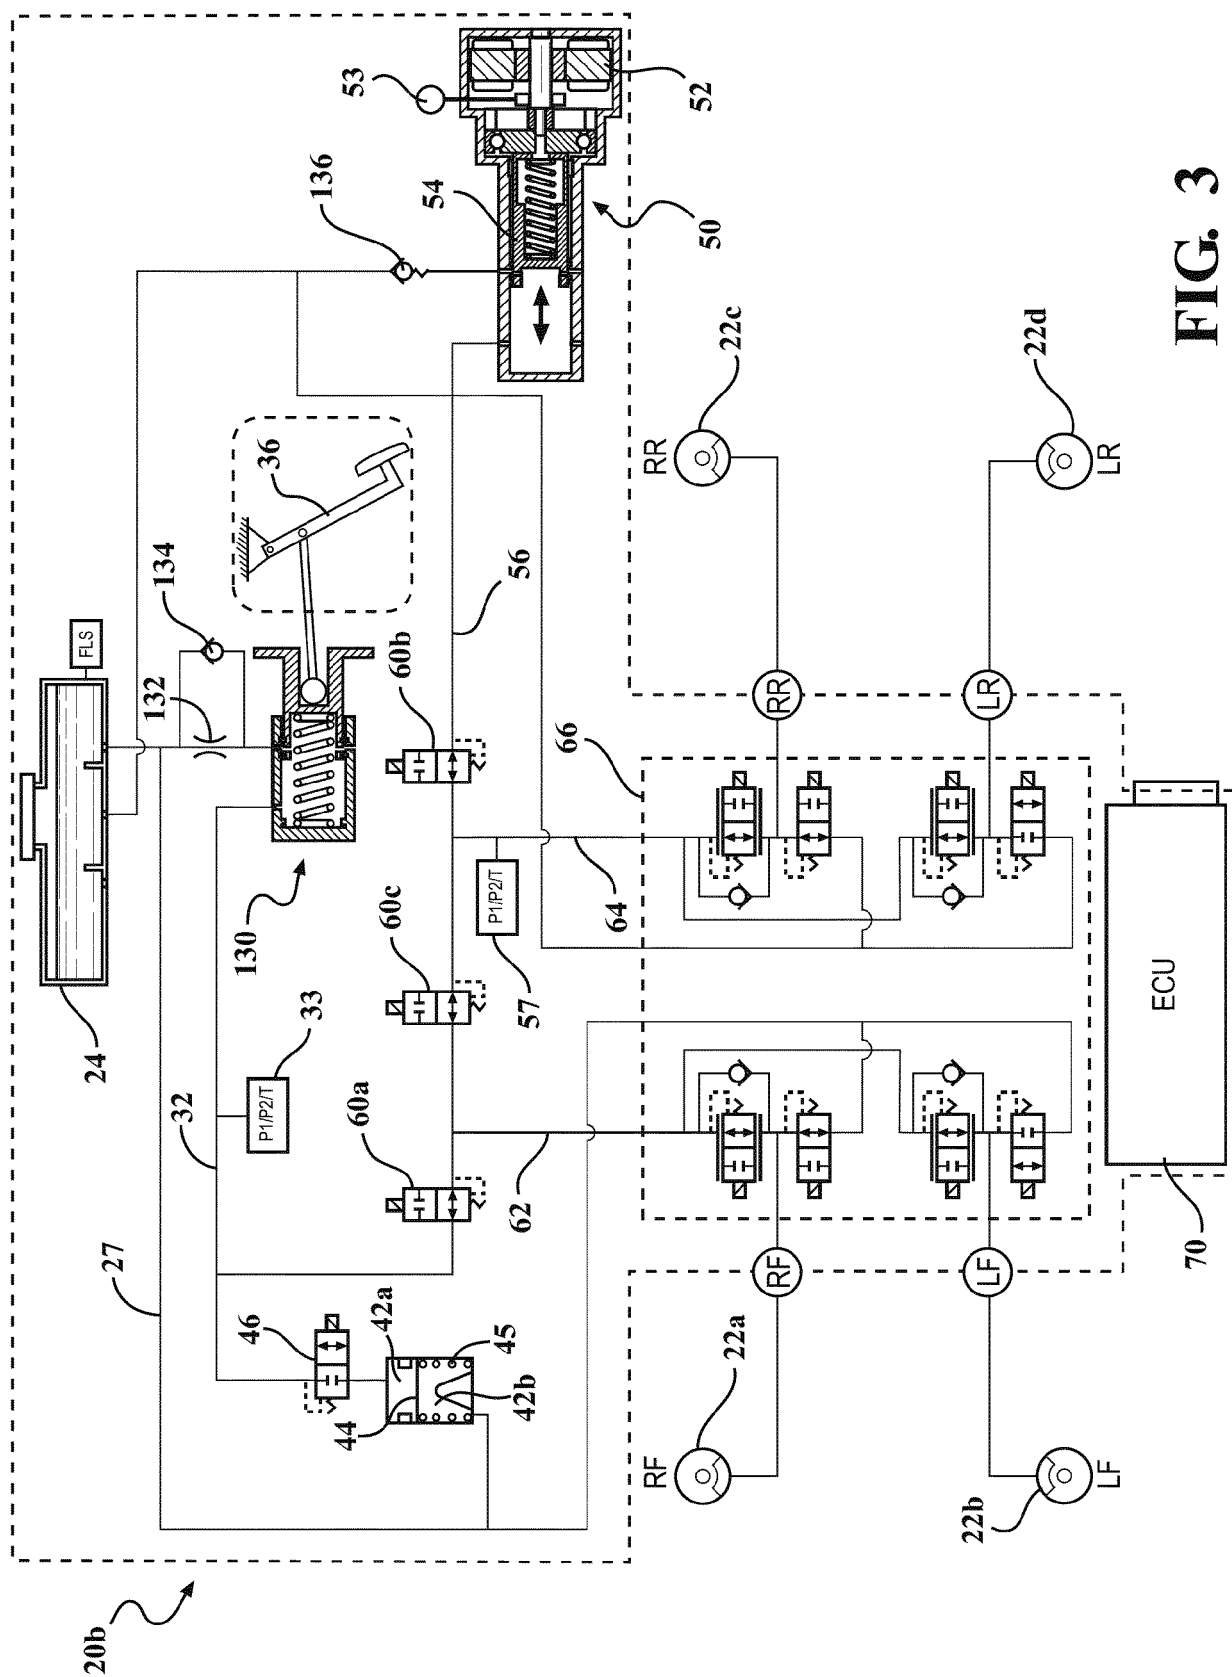 20b
24
FLS
27
32
33
P1/P2/T
130
132
134
36
136
53
52
54
50
46
42a
44
42b
45
60a
60c
60b
56
57
P1/P2/T
62
64
66
RF
22a
RF
LF
22b
LF
RR
22c
RR
LR
22d
LR
ECU
70
FIG. 3